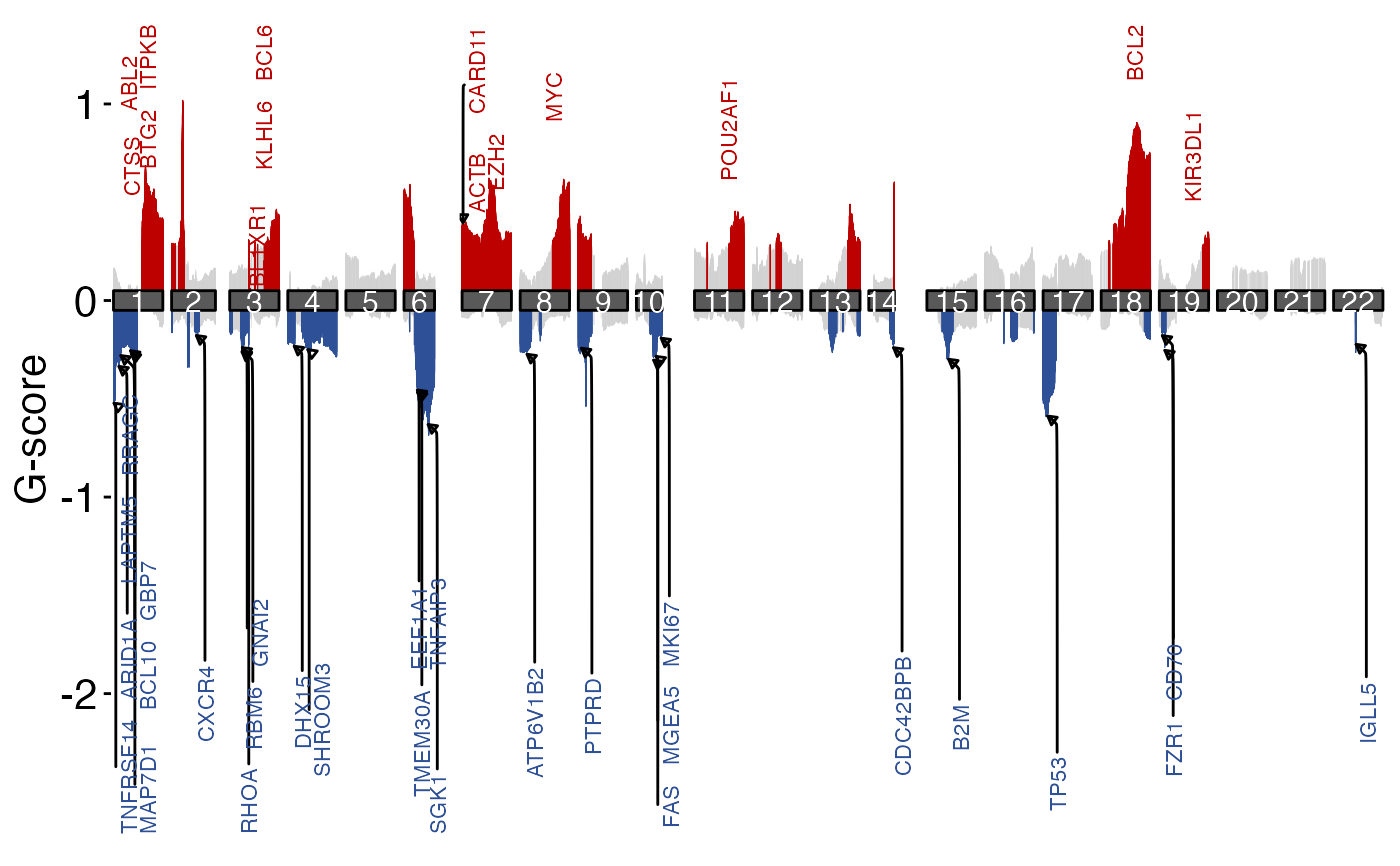 G-score
1
0
-1
-2
CTSS ABL2
BTG2 ITPKB
KLHL6 BCL6
ACTB CARD11
EZH2
MYC
POU2AF1
BCL2
KIR3DL1
1 2 3 4 5 6 7 8 9 10 11 12 13 14 15 16 17 18 19 20 21 22
TNFRSF14 ARID1A LAPTM5 RRAGC
MAP7D1 BCL10 GBP7
CXCR4
RHOA RBM6 GNAI2
DHX15
SHROOM3
TMEM30A EEF1A1
SGK1 TNFAIP3
ATP6V1B2
PTPRD
FAS MGEA5 MKI67
CDC42BPB
B2M
TP53
FZR1 CD70
IGLL5